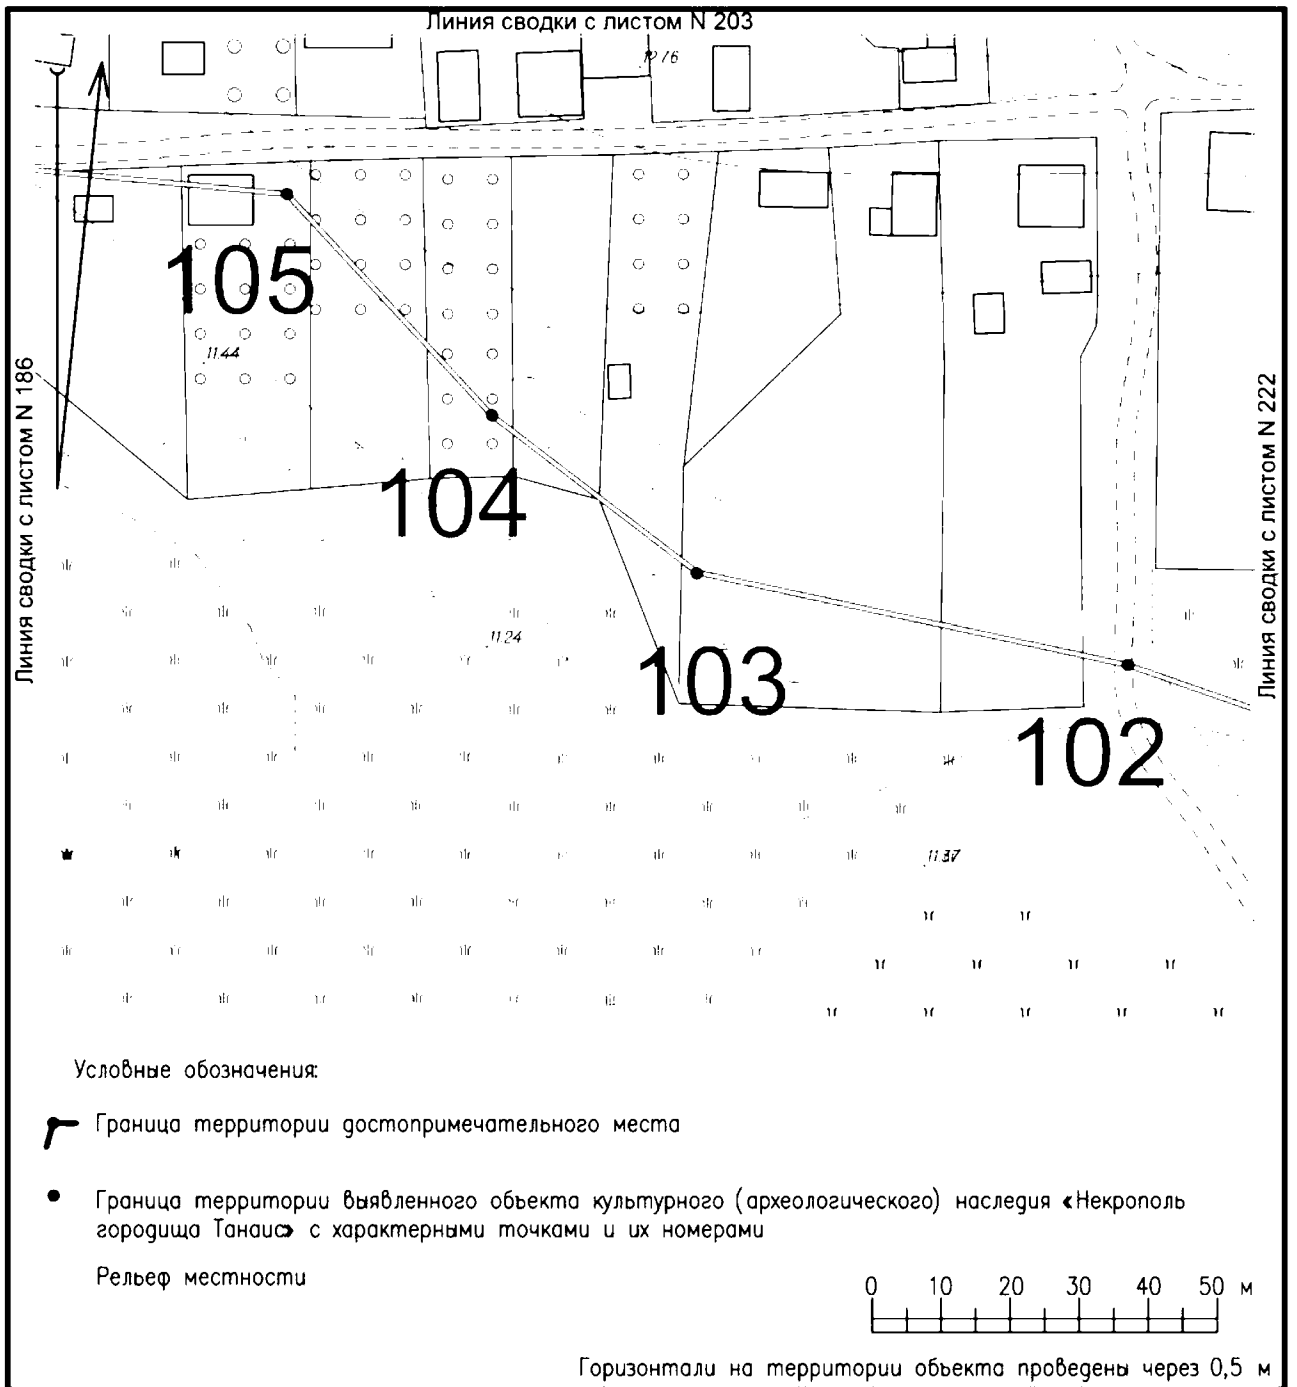 Линия сводки с листом N 203
10.76
105
11.44
Линия сводки с листом N 186
Линия сводки с листом N 222
104
11.24
103
102
11.37
Условные обозначения:
Граница территории достопримечательного места
Граница территории выявленного объекта культурного (археологического) наследия «Некрополь
городища Танаис» с характерными точками и их номерами
Рельеф местности
0 10 20 30 40 50 м
Горизонтали на территории объекта проведены через 0,5 м